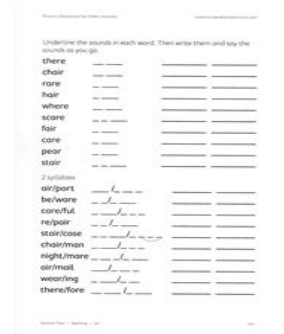 Underline the sounds in each word. Then write them and say the
sounds as you go.
there
chair
rare
hair
where
scare
fair
care
pear
stair
2 syllables
air/port
be/ware
care/ful
re/pair
stair/case
chair/man
night/mare
air/mail
wear/ing
there/fore